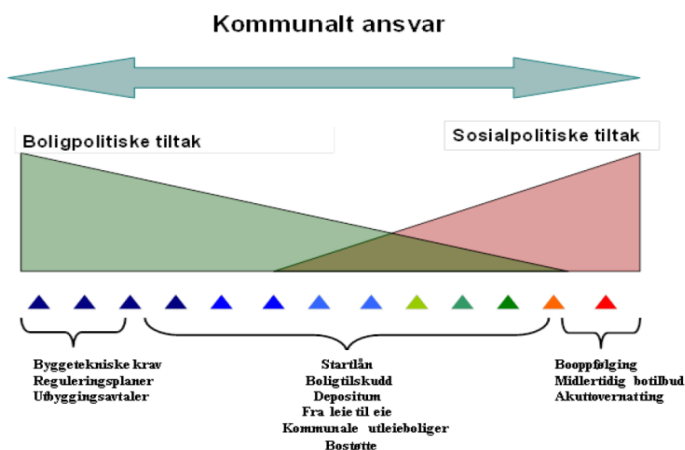 Kommunalt ansvar
Boligpolitiske tiltak
Sosialpolitiske tiltak
Byggetekniske krav
Reguleringsplaner
Utbyggingsavtaler
Startlån
Boligtilskudd
Depositum
Fra leie til eie
Kommunale utleieboliger
Bostøtte
Booppfølging
Midlertidig botilbud
Akuttovernatting